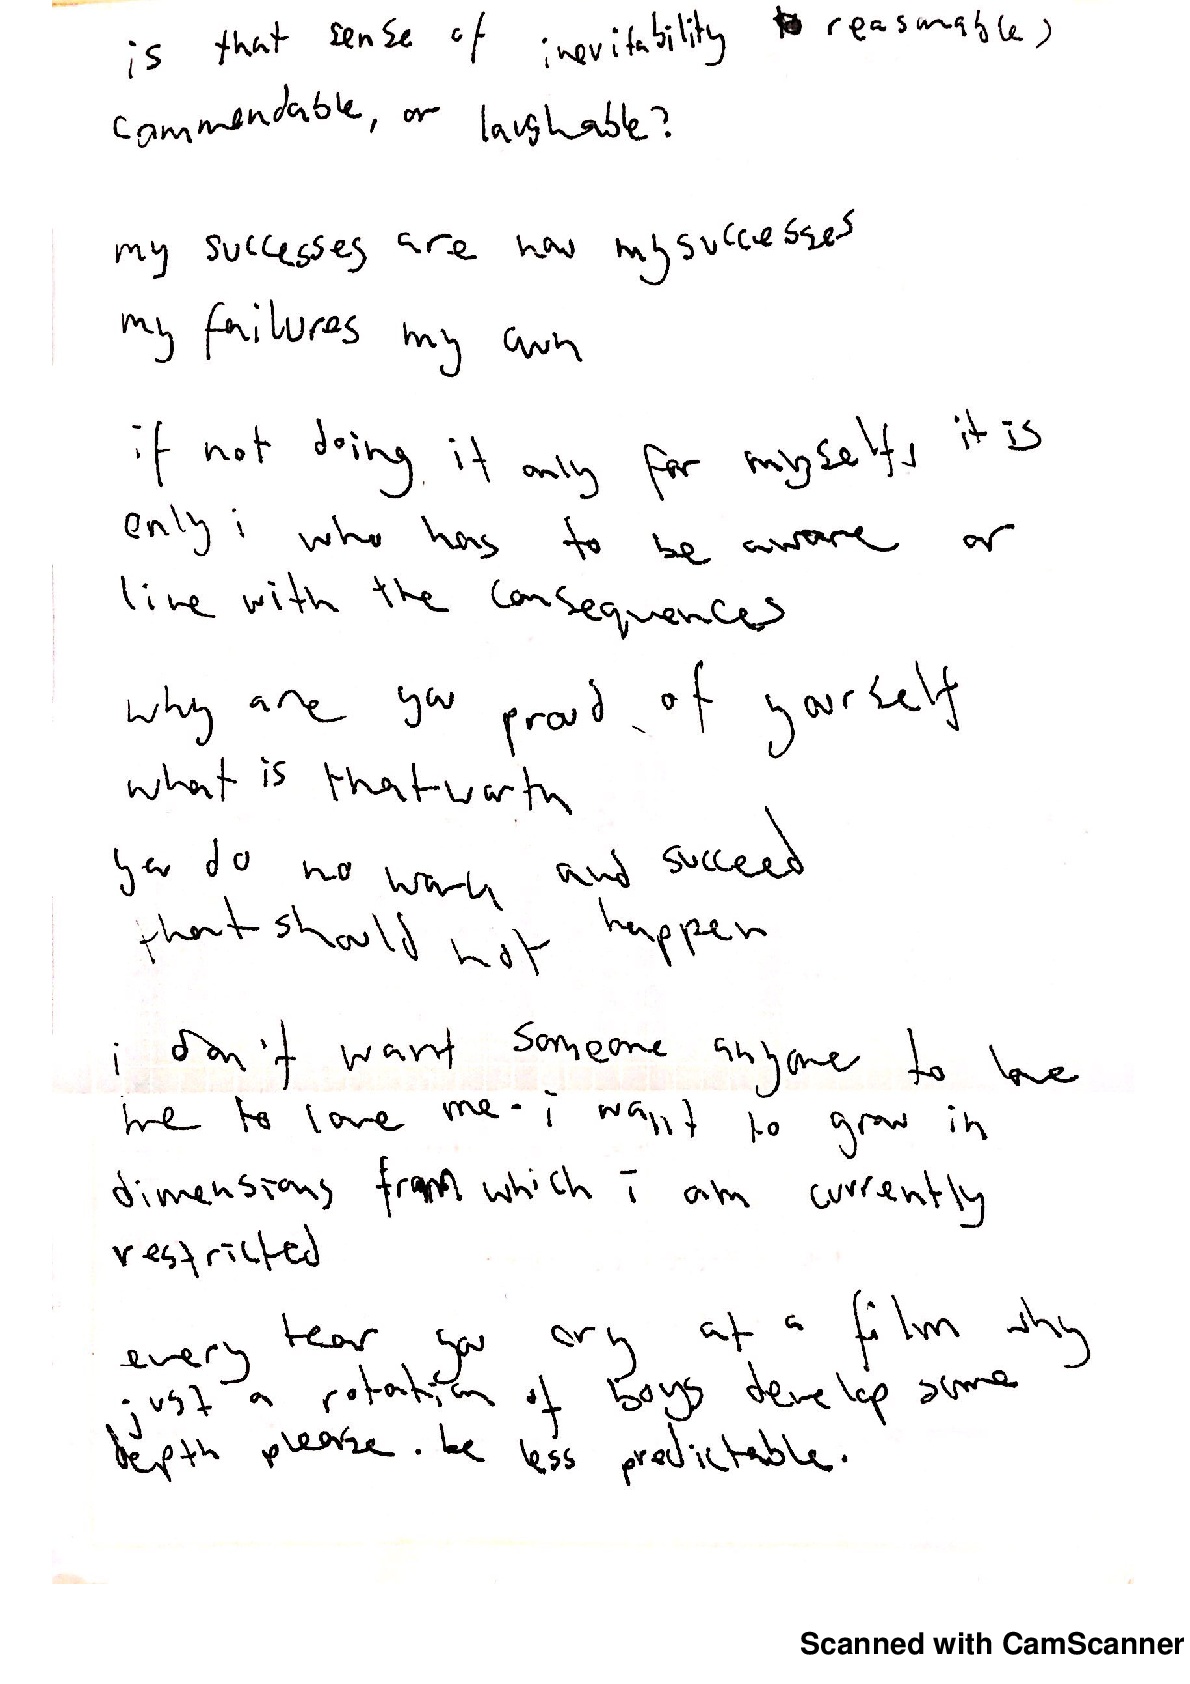 is that sense of inevitability reasonable,
commendable, or laughable?
my successes are now my successes
my failures my own
if not doing it only for myself, it is
only i who has to be aware or
live with the consequences
why are you proud of yourself
what is that worth
you do no work and succeed
that should not happen
i don't want someone anyone to love
me to love me. i want to grow in
dimensions from which i am currently
restricted
every tear you cry at a film why
just a rotation of boys develop some
depth please. be less predictable.
Scanned with CamScanner